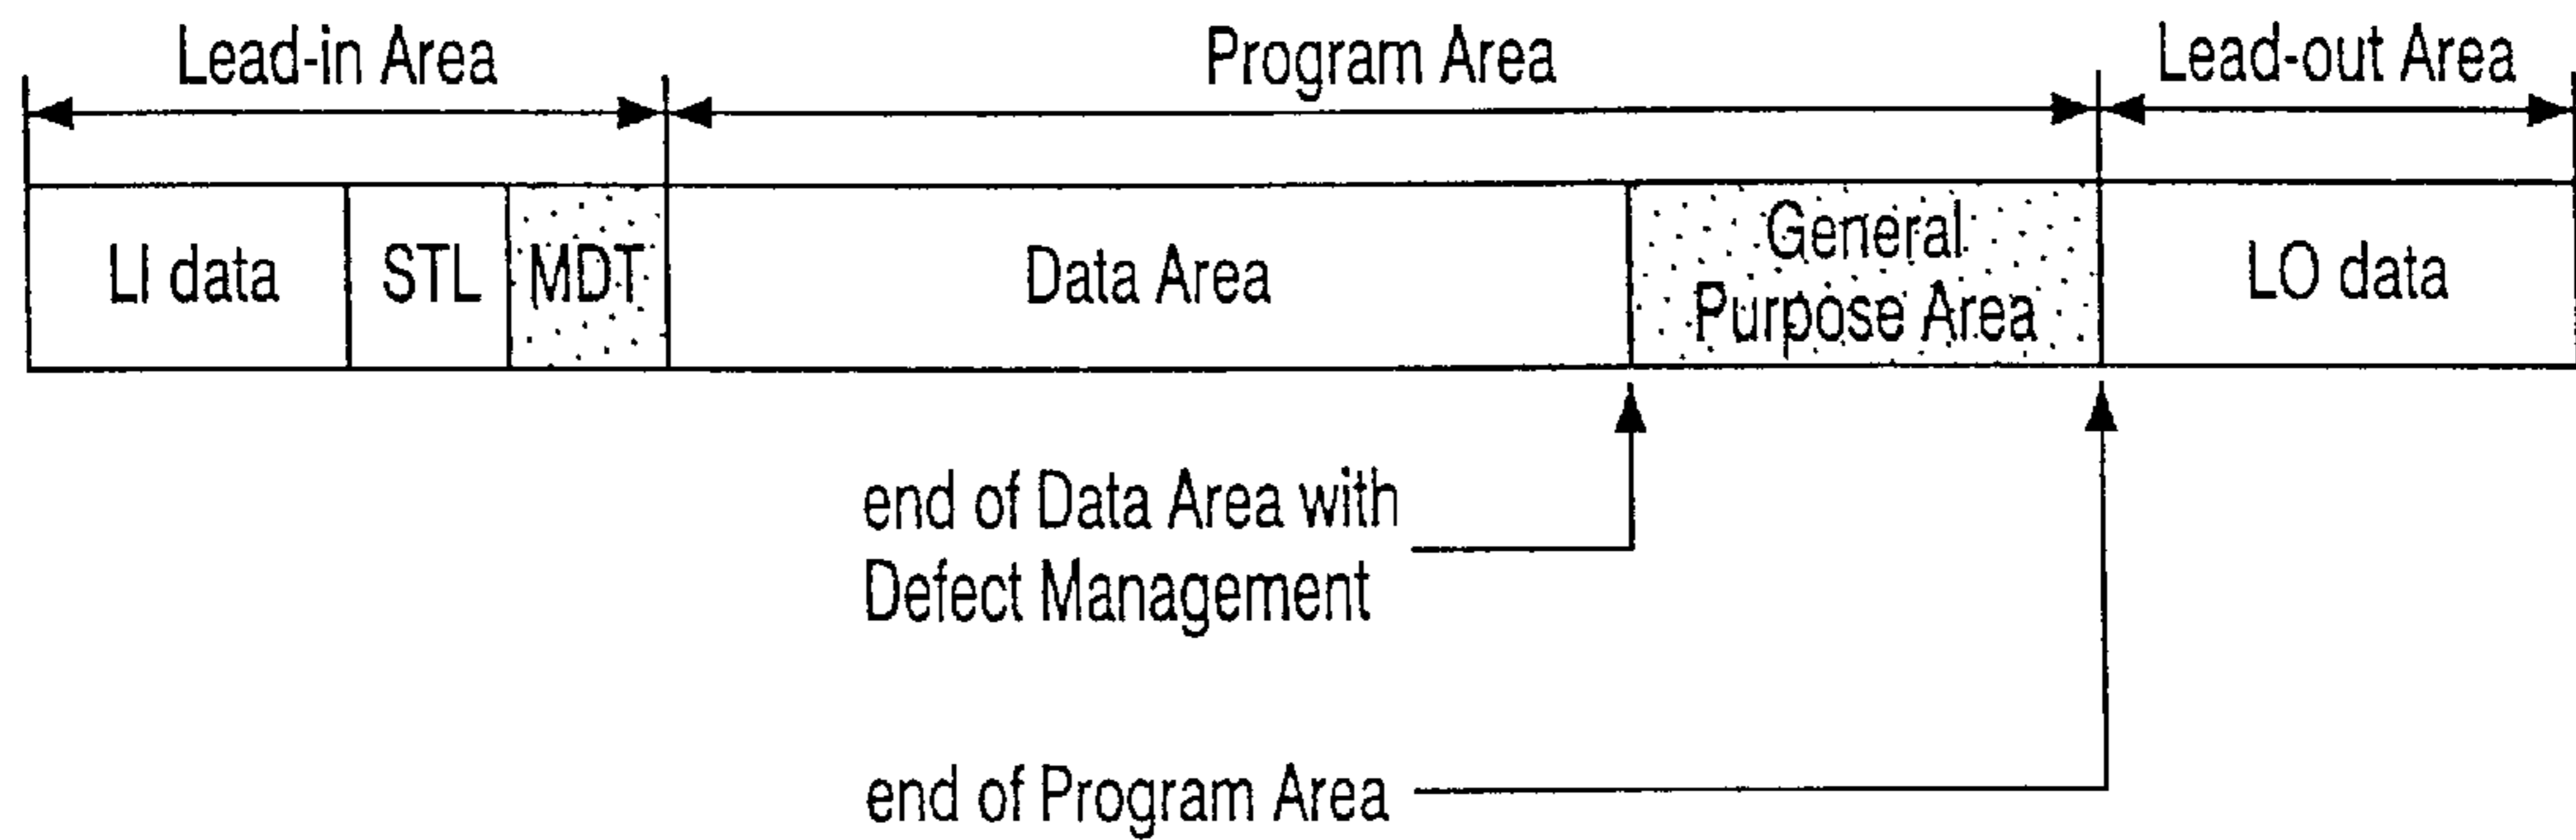 Lead-in Area
Program Area
Lead-out Area
LI data
STL
MDT
Data Area
General
Purpose Area
LO data
end of Data Area with
Defect Management
end of Program Area